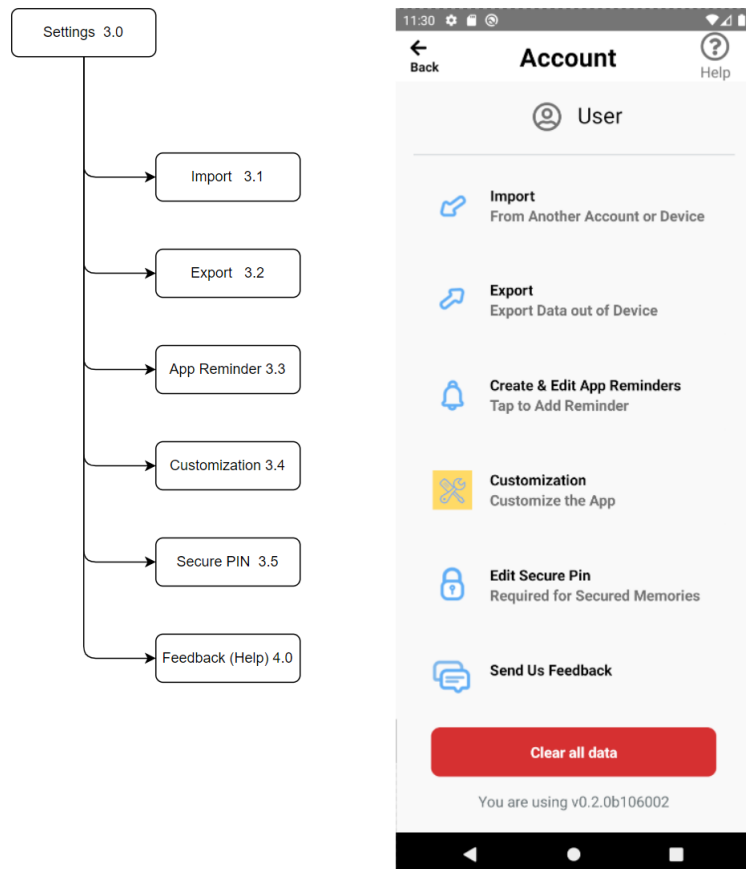 Settings 3.0
Import 3.1
Export 3.2
App Reminder 3.3
Customization 3.4
Secure PIN 3.5
Feedback (Help) 4.0
11:30
Back
Account
Help
User
Import
From Another Account or Device
Export
Export Data out of Device
Create & Edit App Reminders
Tap to Add Reminder
Customization
Customize the App
Edit Secure Pin
Required for Secured Memories
Send Us Feedback
Clear all data
You are using v0.2.0b106002